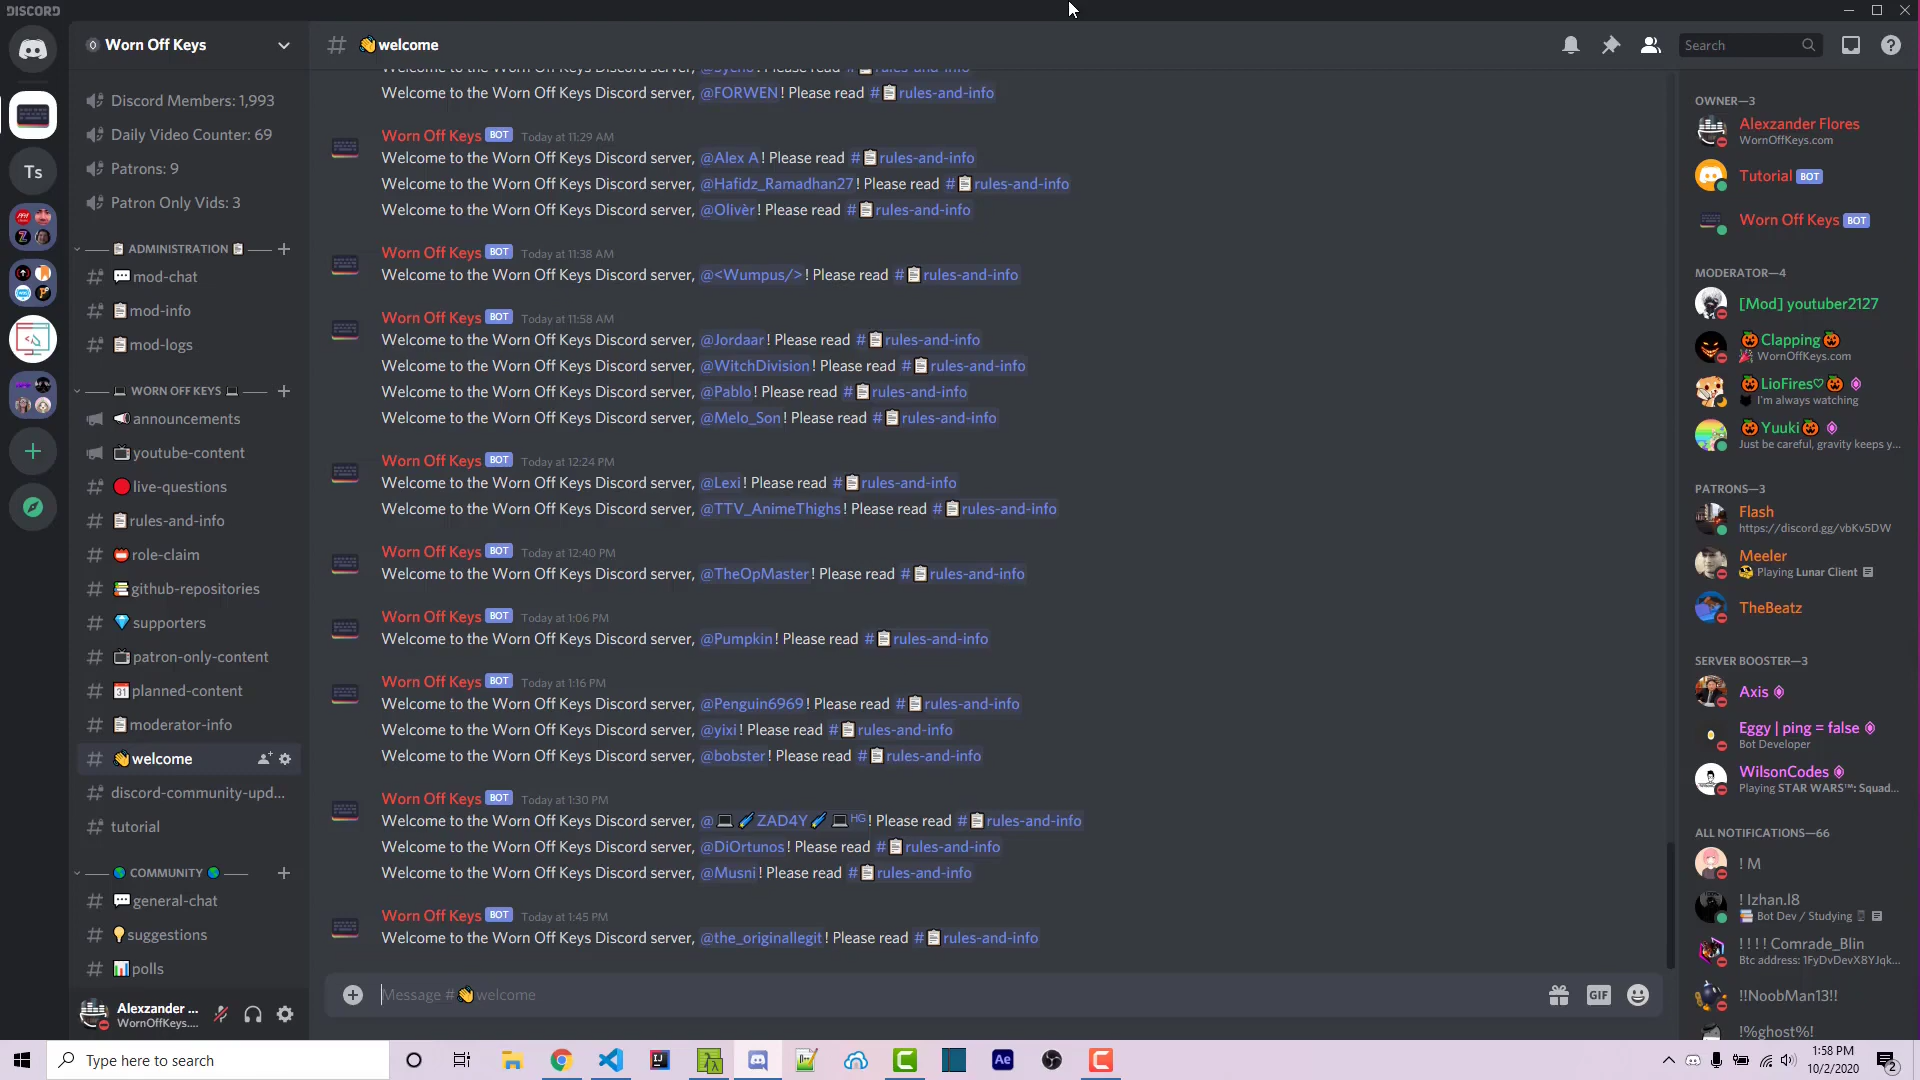 DISCORD
Worn Off Keys
Discord Members: 1,993
Daily Video Counter: 69
Patrons: 9
Patron Only Vids: 3
ADMINISTRATION
mod-chat
mod-info
mod-logs
WORN OFF KEYS
announcements
youtube-content
live-questions
rules-and-info
role-claim
github-repositories
supporters
patron-only-content
planned-content
moderator-info
welcome
discord-community-upd...
tutorial
COMMUNITY
general-chat
suggestions
polls
Alexzander ...
WornOffKeys....
Ts
# 👋welcome
Search
Welcome to the Worn Off Keys Discord server, @FORWEN! Please read #📋rules-and-info
Worn Off Keys BOT Today at 11:29 AM
Welcome to the Worn Off Keys Discord server, @Alex A! Please read #📋rules-and-info
Welcome to the Worn Off Keys Discord server, @Hafidz_Ramadhan27! Please read #📋rules-and-info
Welcome to the Worn Off Keys Discord server, @Olivèr! Please read #📋rules-and-info
Worn Off Keys BOT Today at 11:38 AM
Welcome to the Worn Off Keys Discord server, @<Wumpus/>! Please read #📋rules-and-info
Worn Off Keys BOT Today at 11:58 AM
Welcome to the Worn Off Keys Discord server, @Jordaar! Please read #📋rules-and-info
Welcome to the Worn Off Keys Discord server, @WitchDivision! Please read #📋rules-and-info
Welcome to the Worn Off Keys Discord server, @Pablo! Please read #📋rules-and-info
Welcome to the Worn Off Keys Discord server, @Melo_Son! Please read #📋rules-and-info
Worn Off Keys BOT Today at 12:24 PM
Welcome to the Worn Off Keys Discord server, @Lexi! Please read #📋rules-and-info
Welcome to the Worn Off Keys Discord server, @TTV_AnimeThighs! Please read #📋rules-and-info
Worn Off Keys BOT Today at 12:40 PM
Welcome to the Worn Off Keys Discord server, @TheOpMaster! Please read #📋rules-and-info
Worn Off Keys BOT Today at 1:06 PM
Welcome to the Worn Off Keys Discord server, @Pumpkin! Please read #📋rules-and-info
Worn Off Keys BOT Today at 1:16 PM
Welcome to the Worn Off Keys Discord server, @Penguin6969! Please read #📋rules-and-info
Welcome to the Worn Off Keys Discord server, @yixi! Please read #📋rules-and-info
Welcome to the Worn Off Keys Discord server, @bobster! Please read #📋rules-and-info
Worn Off Keys BOT Today at 1:30 PM
Welcome to the Worn Off Keys Discord server, @💻🖌ZAD4Y🖌💻ᴴᴳ! Please read #📋rules-and-info
Welcome to the Worn Off Keys Discord server, @DiOrtunos! Please read #📋rules-and-info
Welcome to the Worn Off Keys Discord server, @Musni! Please read #📋rules-and-info
Worn Off Keys BOT Today at 1:45 PM
Welcome to the Worn Off Keys Discord server, @the_originallegit! Please read #📋rules-and-info
Message #👋welcome
GIF
OWNER—3
Alexzander Flores
WornOffKeys.com
Tutorial BOT
Worn Off Keys BOT
MODERATOR—4
[Mod] youtuber2127
🎃Clapping🎃
WornOffKeys.com
🎃LioFires♡🎃
I'm always watching
🎃Yuuki🎃
Just be careful, gravity keeps y...
PATRONS—3
Flash
https://discord.gg/vbKv5DW
Meeler
Playing Lunar Client
TheBeatz
SERVER BOOSTER—3
Axis
Eggy | ping = false
Bot Developer
WilsonCodes
Playing STAR WARS™: Squad...
ALL NOTIFICATIONS—66
! M
! Izhan.I8
Bot Dev / Studying
! ! ! ! Comrade_Blin
Btc address: 1FyDvDevX8YJqk...
!!NoobMan13!!
!%ghost%!
Type here to search
Ae
1:58 PM
10/2/2020
2